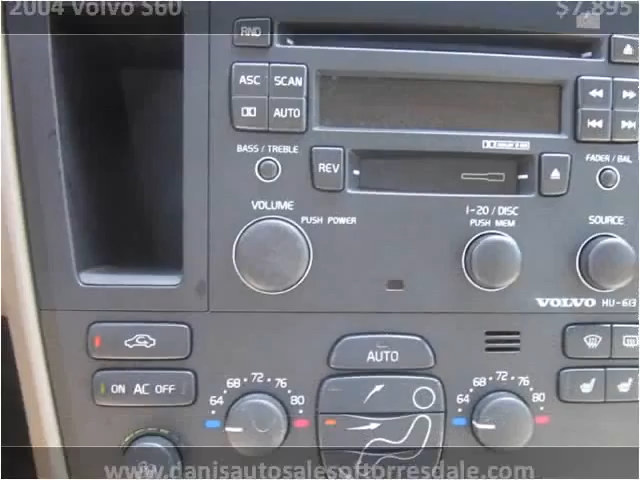 2004 Volvo S60
$7,895
RND
ASC SCAN
AUTO
BASS / TREBLE
REV
FADER / BAL
VOLUME
PUSH POWER
1-20 / DISC
PUSH MEM
SOURCE
VOLVO HU-613
AUTO
ON AC OFF
64 68 72 76 80
64 68 72 76 80
www.danisautosalesoftorresdale.com